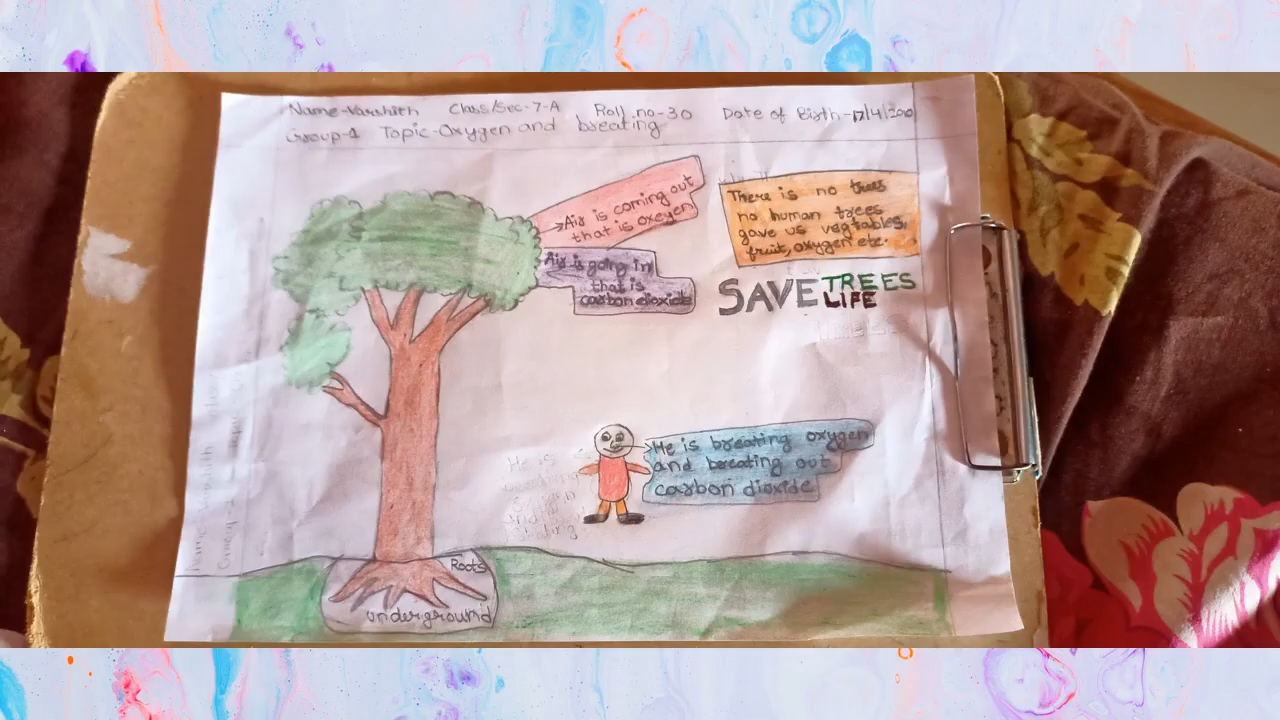 Name-Varshith Class/Sec-7-A Roll.no-30 Date of Birth-17/4/200
Group-1 Topic-Oxygen and breating
→Air is coming out
that is oxeyen
Air is going in
that is
carbon dioxide
There is no trees
no human trees
gave us vegtables,
fruit, oxygen etc.
SAVE TREES
LIFE
He is breating oxygen
and breating out
carbon dioxide
Roots
underground